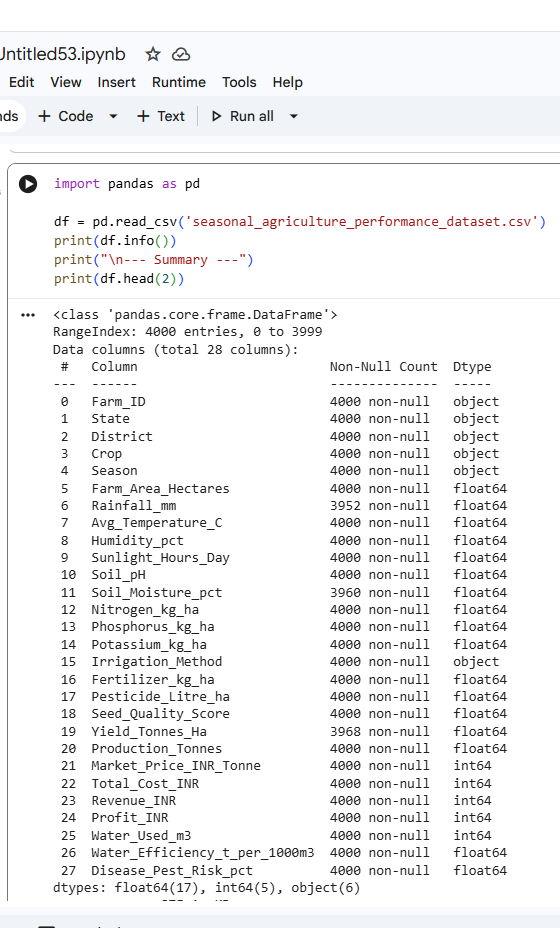 Untitled53.ipynb
Edit View Insert Runtime Tools Help
+ Code + Text Run all
import pandas as pd
df = pd.read_csv('seasonal_agriculture_performance_dataset.csv')
print(df.info())
print("\n--- Summary ---")
print(df.head(2))
<class 'pandas.core.frame.DataFrame'>
RangeIndex: 4000 entries, 0 to 3999
Data columns (total 28 columns):
# Column Non-Null Count Dtype
--- ------ -------------- -----
0 Farm_ID 4000 non-null object
1 State 4000 non-null object
2 District 4000 non-null object
3 Crop 4000 non-null object
4 Season 4000 non-null object
5 Farm_Area_Hectares 4000 non-null float64
6 Rainfall_mm 3952 non-null float64
7 Avg_Temperature_C 4000 non-null float64
8 Humidity_pct 4000 non-null float64
9 Sunlight_Hours_Day 4000 non-null float64
10 Soil_pH 4000 non-null float64
11 Soil_Moisture_pct 3960 non-null float64
12 Nitrogen_kg_ha 4000 non-null float64
13 Phosphorus_kg_ha 4000 non-null float64
14 Potassium_kg_ha 4000 non-null float64
15 Irrigation_Method 4000 non-null object
16 Fertilizer_kg_ha 4000 non-null float64
17 Pesticide_Litre_ha 4000 non-null float64
18 Seed_Quality_Score 4000 non-null float64
19 Yield_Tonnes_Ha 3968 non-null float64
20 Production_Tonnes 4000 non-null float64
21 Market_Price_INR_Tonne 4000 non-null int64
22 Total_Cost_INR 4000 non-null int64
23 Revenue_INR 4000 non-null int64
24 Profit_INR 4000 non-null int64
25 Water_Used_m3 4000 non-null int64
26 Water_Efficiency_t_per_1000m3 4000 non-null float64
27 Disease_Pest_Risk_pct 4000 non-null float64
dtypes: float64(17), int64(5), object(6)